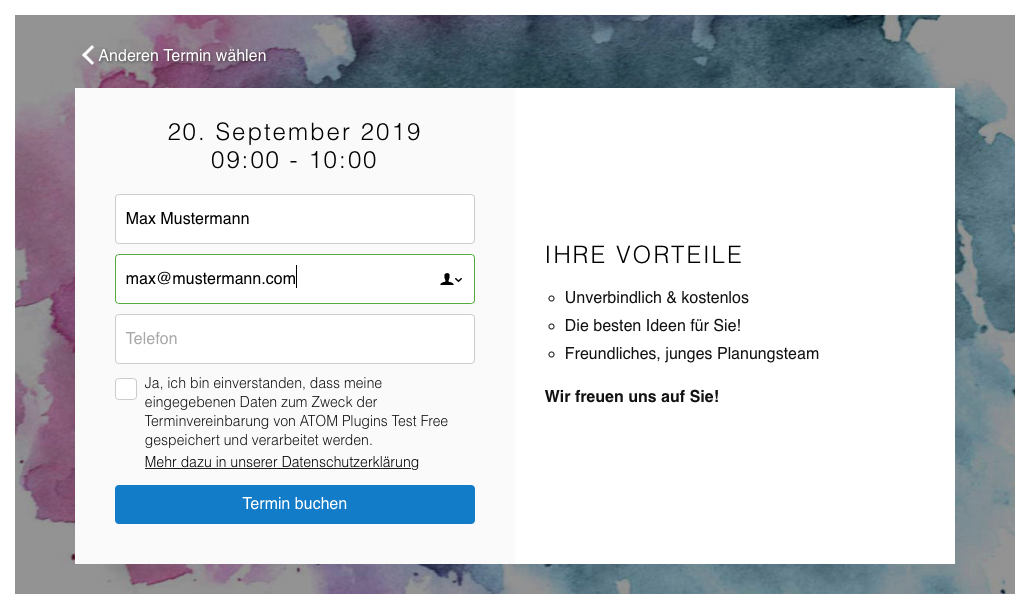 Anderen Termin wählen
20. September 2019
09:00 - 10:00
Max Mustermann
max@mustermann.com
Telefon
Ja, ich bin einverstanden, dass meine
eingegebenen Daten zum Zweck der
Terminvereinbarung von ATOM Plugins Test Free
gespeichert und verarbeitet werden.
Mehr dazu in unserer Datenschutzerklärung
Termin buchen
IHRE VORTEILE
Unverbindlich & kostenlos
Die besten Ideen für Sie!
Freundliches, junges Planungsteam
Wir freuen uns auf Sie!